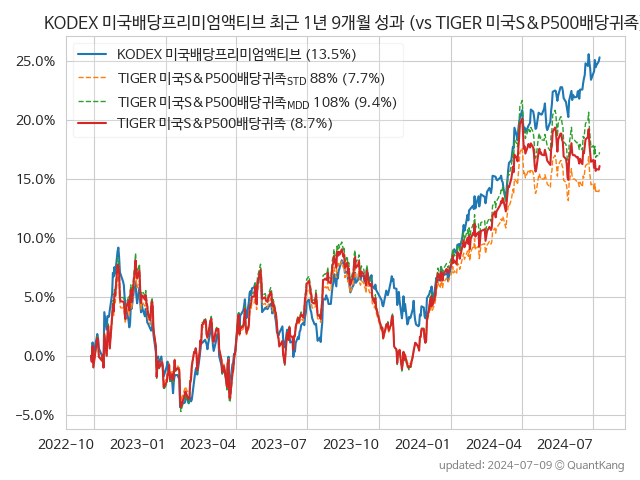 KODEX 미국배당프리미엄액티브 최근 1년 9개월 성과 (vs TIGER 미국S&P500배당귀족
KODEX 미국배당프리미엄액티브 (13.5%)
TIGER 미국S&P500배당귀족STD 88% (7.7%)
TIGER 미국S&P500배당귀족MDD 108% (9.4%)
TIGER 미국S&P500배당귀족 (8.7%)
25.0%
20.0%
15.0%
10.0%
5.0%
0.0%
−5.0%
2022-10 2023-01 2023-04 2023-07 2023-10 2024-01 2024-04 2024-07
updated: 2024-07-09 © QuantKang